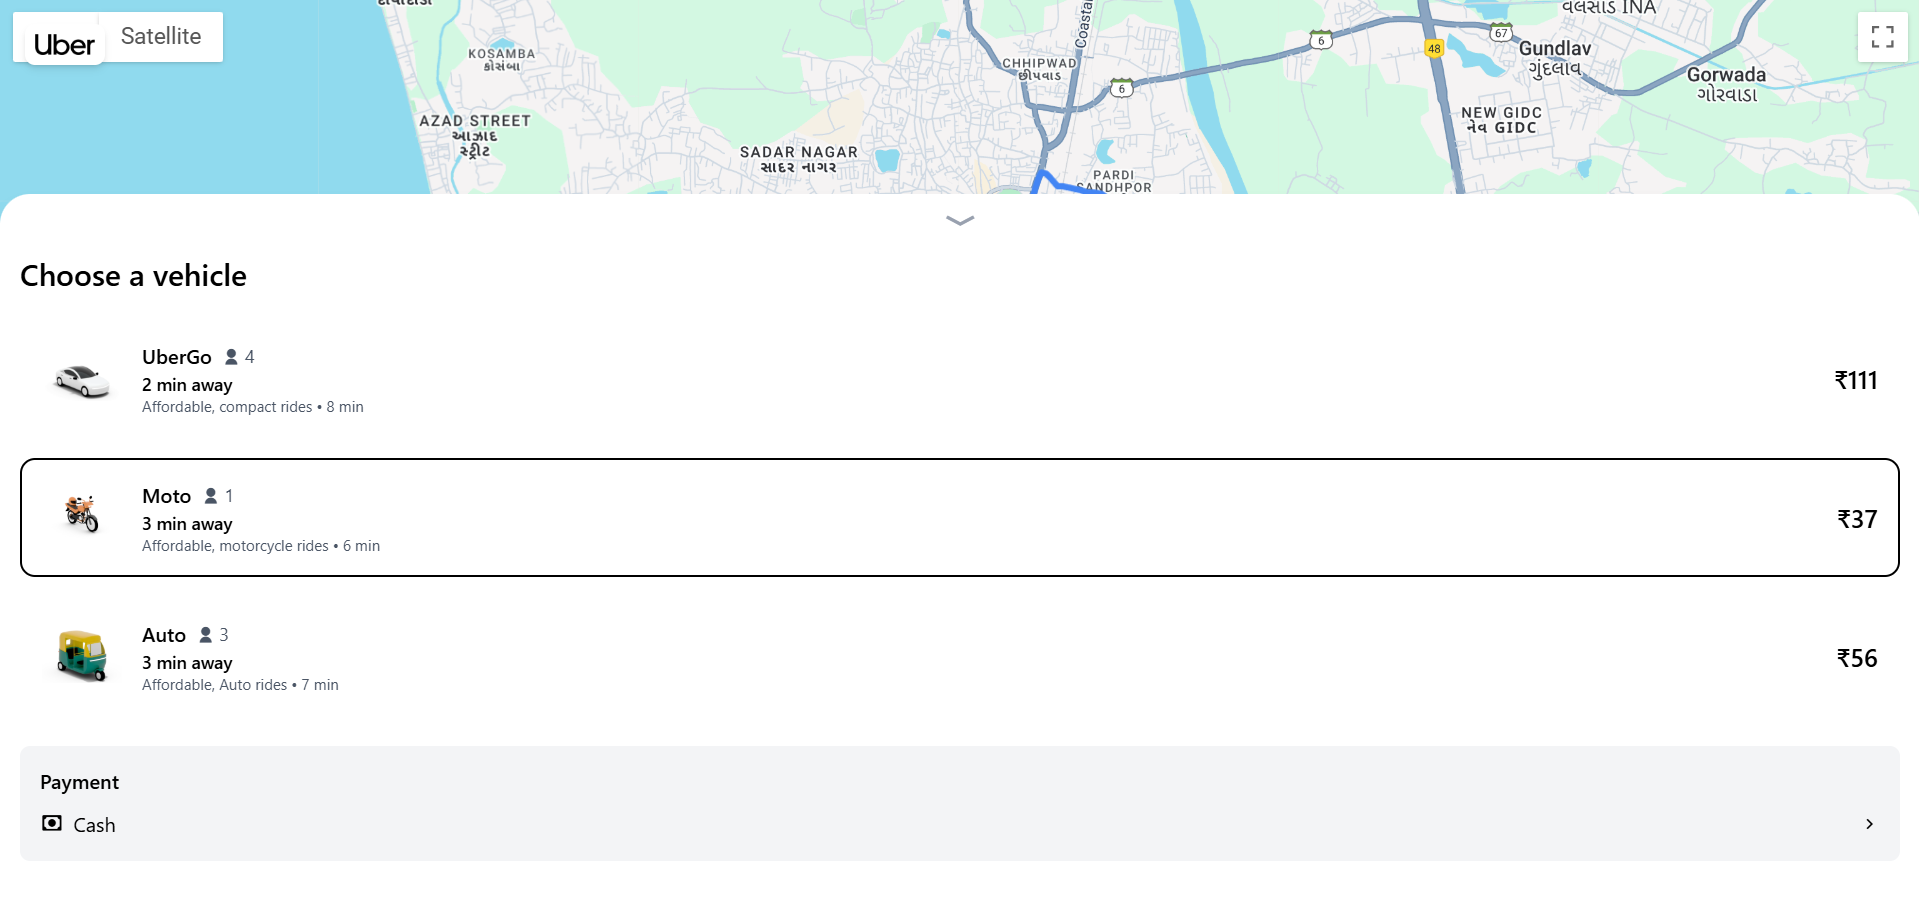 Uber
Satellite
KOSAMBA
કોસંબા
AZAD STREET
આઝાદ
સ્ટ્રીટ
SADAR NAGAR
સાદર નાગર
CHHIPWAD
છીપવાડ
Coastal
6
6
48
67
વલસાડ INA
Gundlav
ગુંદલાવ
Gorwada
ગોરવાડા
NEW GIDC
નેવ GIDC
PARDI
SANDHPOR
Choose a vehicle
UberGo 4
2 min away
Affordable, compact rides • 8 min
₹111
Moto 1
3 min away
Affordable, motorcycle rides • 6 min
₹37
Auto 3
3 min away
Affordable, Auto rides • 7 min
₹56
Payment
Cash